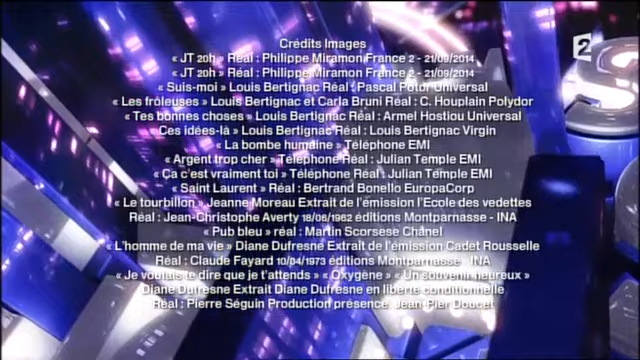 Crédits Images
« JT 20h » Réal : Philippe Miramon France 2 - 21/09/2014
« JT 20h » Réal : Philippe Miramon France 2 - 21/09/2014
« Suis-moi » Louis Bertignac Réal : Pascal Potor Universal
« Les frôleuses » Louis Bertignac et Carla Bruni Réal : C. Houplain Polydor
« Tes bonnes choses » Louis Bertignac Réal : Armel Hostiou Universal
Ces idées-là » Louis Bertignac Réal : Louis Bertignac Virgin
« La bombe humaine » Téléphone EMI
« Argent trop cher » Téléphone Réal : Julian Temple EMI
« Ça c'est vraiment toi » Téléphone Réal : Julian Temple EMI
« Saint Laurent » Réal : Bertrand Bonello EuropaCorp
« Le tourbillon » Jeanne Moreau Extrait de l'émission l'Ecole des vedettes
Réal : Jean-Christophe Averty 18/06/1962 éditions Montparnasse - INA
« Pub bleu » réal : Martin Scorsese Chanel
« L'homme de ma vie » Diane Dufresne Extrait de l'émission Cadet Rousselle
Réal : Claude Fayard 10/04/1973 éditions Montparnasse - INA
« Je voulais te dire que je t'attends » « Oxygène » « Un souvenir heureux »
Diane Dufresne Extrait Diane Dufresne en liberté conditionnelle
Réal : Pierre Séguin Production présence Jean-Pier Doucet
2
S